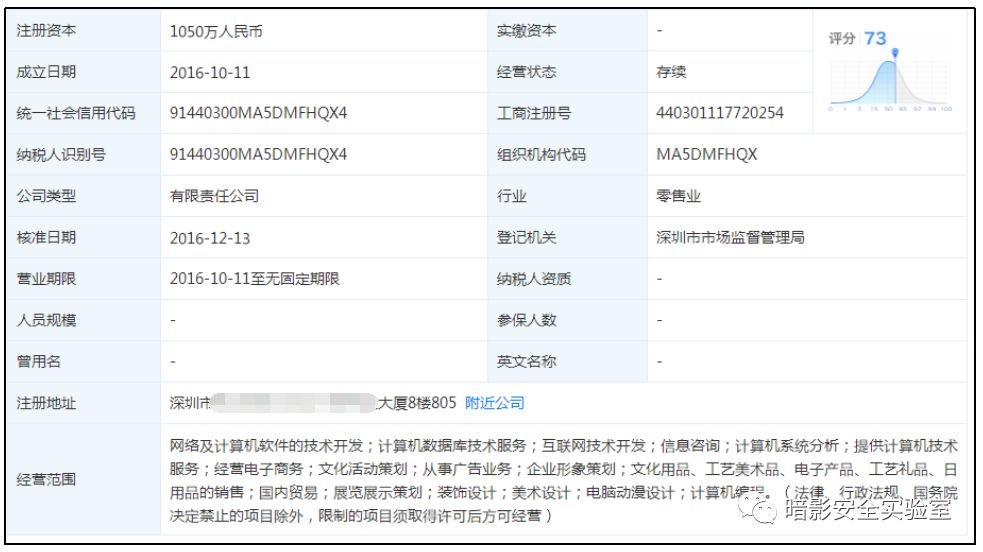 注册资本 1050万人民币 实缴资本 - 评分 73
成立日期 2016-10-11 经营状态 存续
0 1 5 15 50 85 97 99 100
统一社会信用代码 91440300MA5DMFHQX4 工商注册号 440301117720254
纳税人识别号 91440300MA5DMFHQX4 组织机构代码 MA5DMFHQX
公司类型 有限责任公司 行业 零售业
核准日期 2016-12-13 登记机关 深圳市市场监督管理局
营业期限 2016-10-11至无固定期限 纳税人资质 -
人员规模 - 参保人数 -
曾用名 - 英文名称 -
注册地址 深圳市 大厦8楼805 附近公司
经营范围
网络及计算机软件的技术开发；计算机数据库技术服务；互联网技术开发；信息咨询；计算机系统分析；提供计算机技术
服务；经营电子商务；文化活动策划；从事广告业务；企业形象策划；文化用品、工艺美术品、电子产品、工艺礼品、日
用品的销售；国内贸易；展览展示策划；装饰设计；美术设计；电脑动漫设计；计算机编程。（法律、行政法规、国务院
决定禁止的项目除外，限制的项目须取得许可后方可经营）
暗影安全实验室